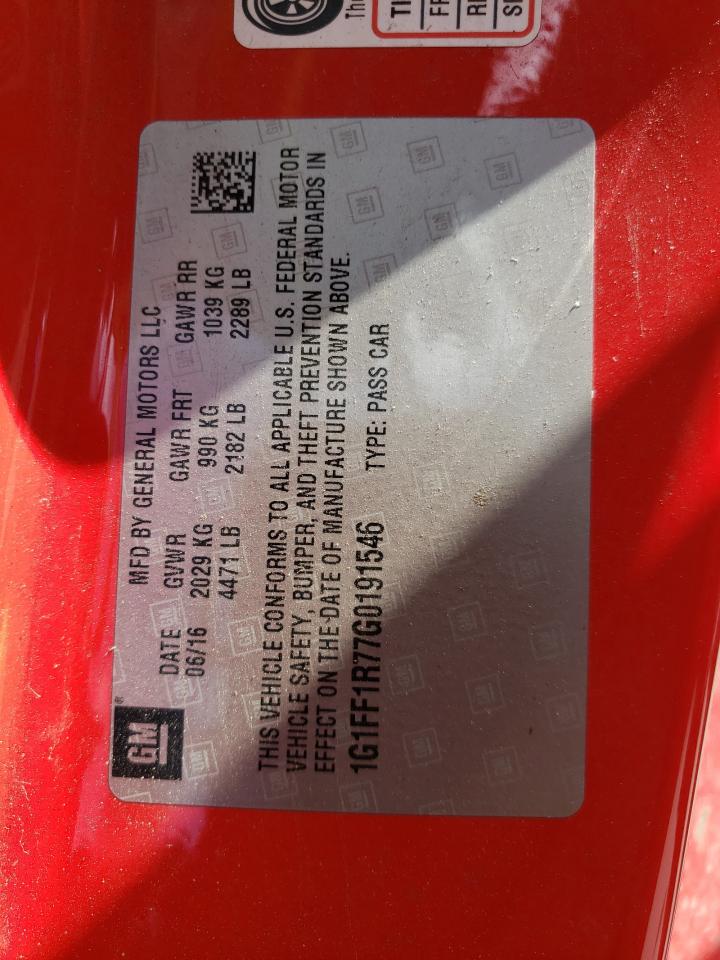 GM®
MFD BY GENERAL MOTORS LLC
DATE GVWR GAWR FRT GAWR RR
06/16 2029 KG 990 KG 1039 KG
4471 LB 2182 LB 2289 LB
THIS VEHICLE CONFORMS TO ALL APPLICABLE U.S. FEDERAL MOTOR
VEHICLE SAFETY, BUMPER, AND THEFT PREVENTION STANDARDS IN
EFFECT ON THE DATE OF MANUFACTURE SHOWN ABOVE.
1G1FF1R77G0191546 TYPE: PASS CAR